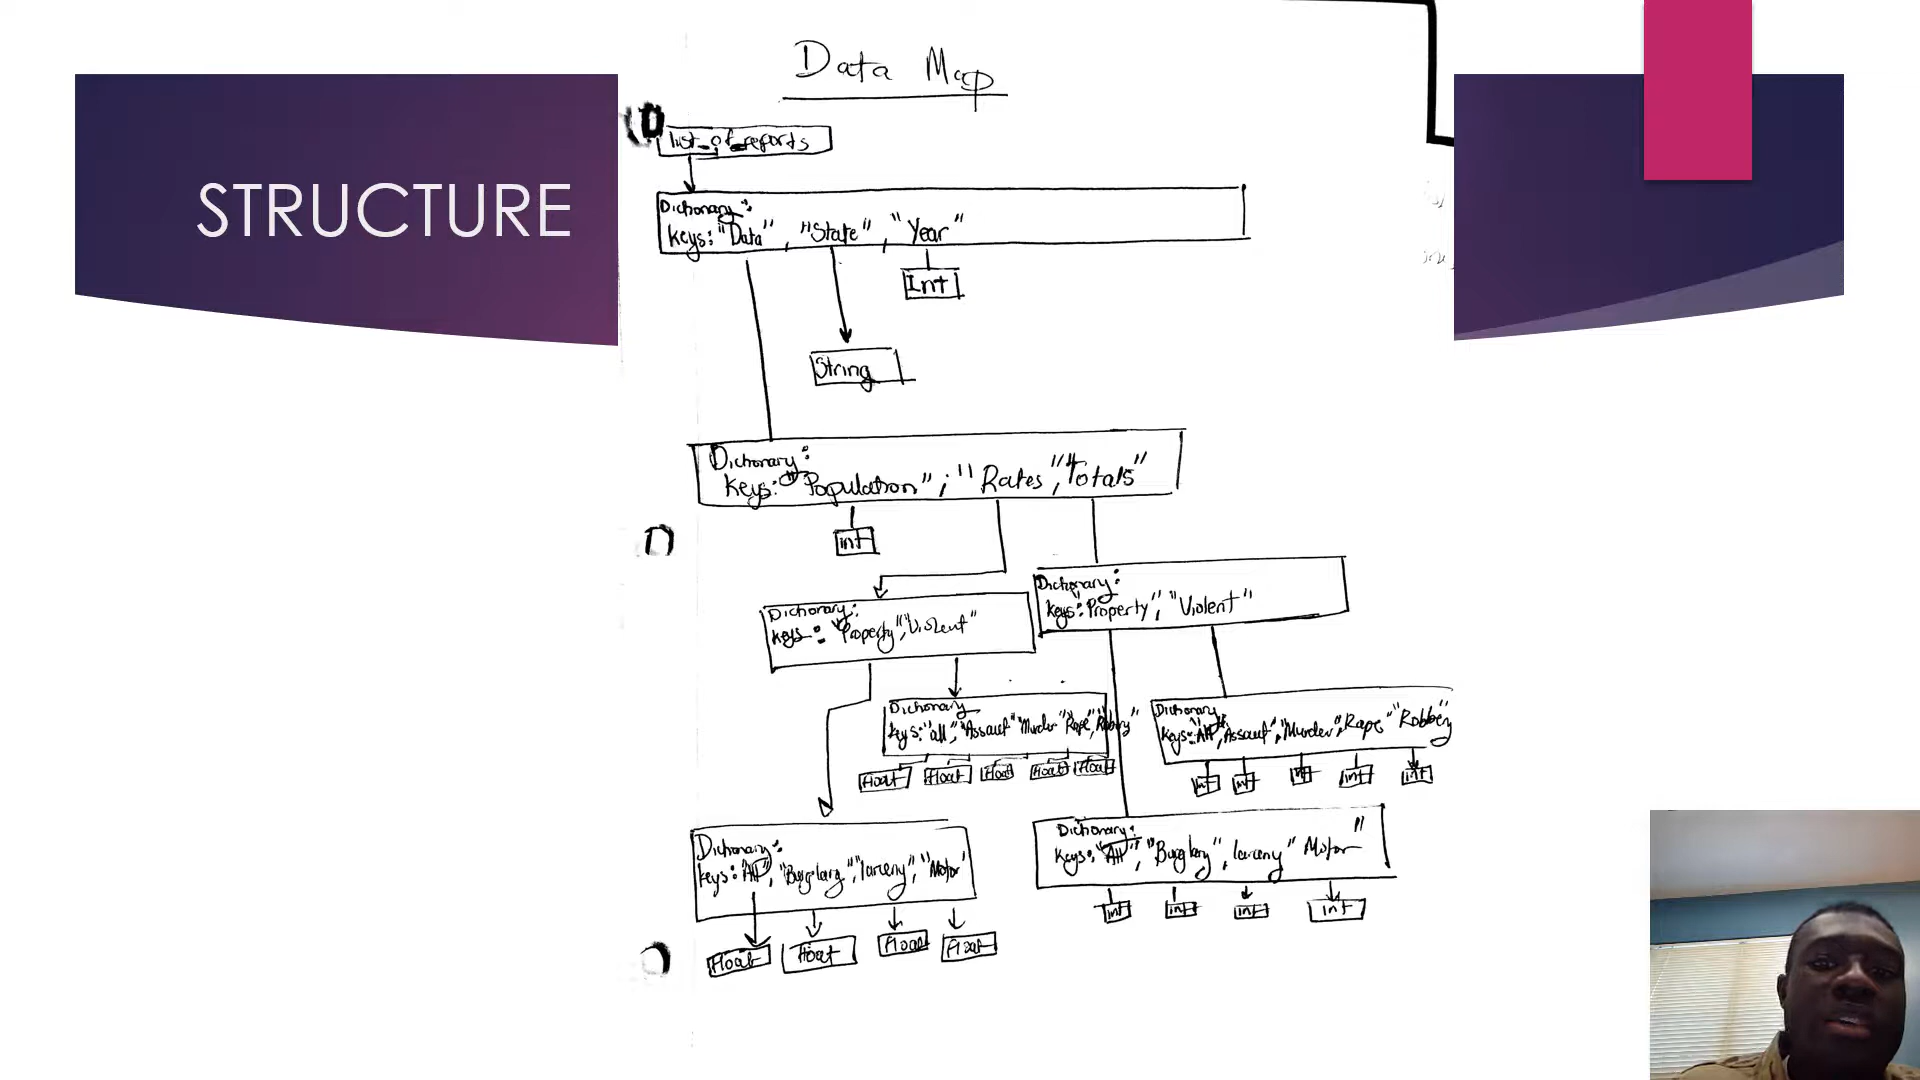 STRUCTURE
Data Map
list_of_reports
Dictionary:
Keys: "Data", "State", "Year"
Int
String
Dictionary:
Keys: "Population"; "Rates", "Totals"
int
Dictionary:
Keys: "Property", "Violent"
Dictionary:
Keys: "Property", "Violent"
Dictionary
Keys: "all", "Assault" "Murder" "Rape", "Robbery"
Float Float Float Float Float
Dictionary
Keys: "All", Assault", "Murder", Rape" "Robbery
int int int int int
Dictionary:
Keys: "All", "Burglary", "larceny", "Motor"
Float Float Float Float
Dictionary:
Keys: "All", "Burglary", larceny" Motor"
int int int int